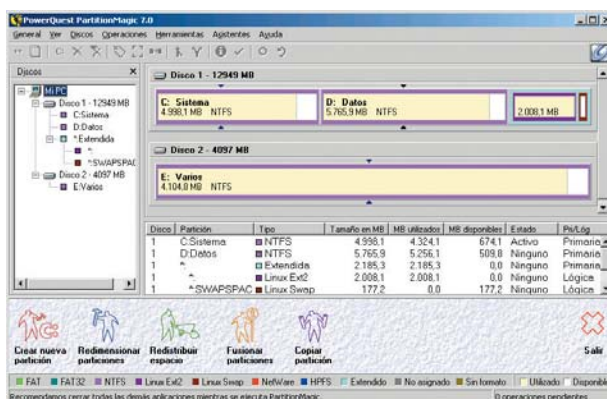 PowerQuest PartitionMagic 7.0
General Ver Discos Operaciones Herramientas Asistentes Ayuda
Discos
Mi PC
Disco 1 - 12949 MB
C:Sistema
D:Datos
*:Extendida
*:
*:SWAPSPAC
Disco 2 - 4097 MB
E:Varios
Disco 1 - 12949 MB
C: Sistema
4.998,1 MB NTFS
D: Datos
5.765,9 MB NTFS
2.008,1 MB
Disco 2 - 4097 MB
E: Varios
4.104,8 MB NTFS
Disco Partición Tipo Tamaño en MB MB utilizados MB disponibles Estado Pri/Lóg
1 C:Sistema NTFS 4.998,1 4.324,1 674,1 Activo Primaria
1 D:Datos NTFS 5.765,9 5.256,1 509,8 Ninguno Primaria
1 *: Extendida 2.185,3 2.185,3 0,0 Ninguno Primaria
1 *: Linux Ext2 2.008,1 2.008,1 0,0 Ninguno Lógica
1 *:SWAPSPAC Linux Swap 177,2 0,0 177,2 Ninguno Lógica
Crear nueva partición
Redimensionar particiones
Redistribuir espacio
Fusionar particiones
Copiar partición
Salir
FAT FAT32 NTFS Linux Ext2 Linux Swap NetWare HPFS Extendido No asignado Sin formato Utilizado Disponible
Recomendamos cerrar todas las demás aplicaciones mientras se ejecuta PartitionMagic. 0 operaciones pendientes